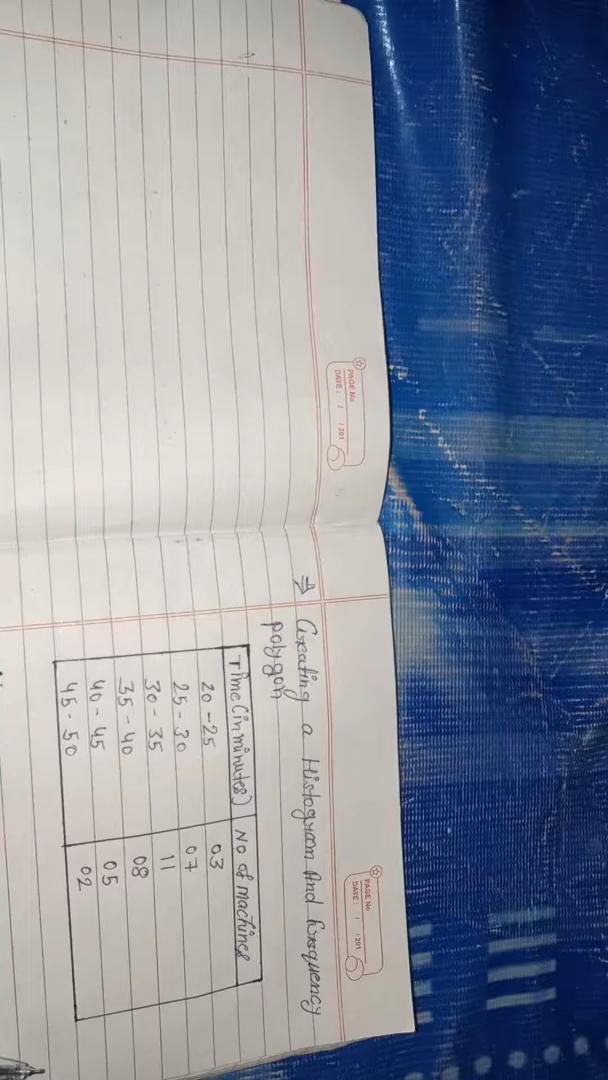 PAGE No.
DATE : / / 201
PAGE No.
DATE : / / 201
⇒ Creating a Histogram And frequency
polygon
Time (in minutes) No of machines
20 - 25 03
25 - 30 07
30 - 35 11
35 - 40 08
40 - 45 05
45 - 50 02